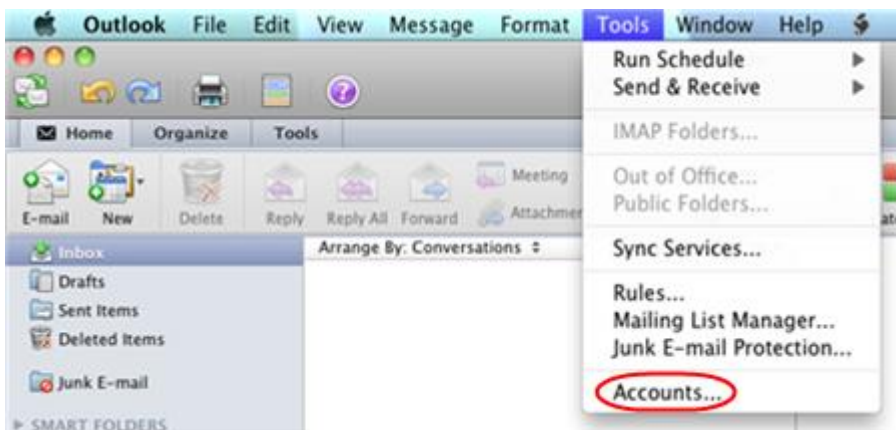 Outlook File Edit View Message Format Tools Window Help
Run Schedule
Send & Receive
IMAP Folders...
Out of Office...
Public Folders...
Sync Services...
Rules...
Mailing List Manager...
Junk E-mail Protection...
Accounts...
Home Organize Tools
Meeting
Attachmen
E-mail New Delete Reply Reply All Forward
Inbox
Drafts
Sent Items
Deleted Items
Junk E-mail
SMART FOLDERS
Arrange By: Conversations